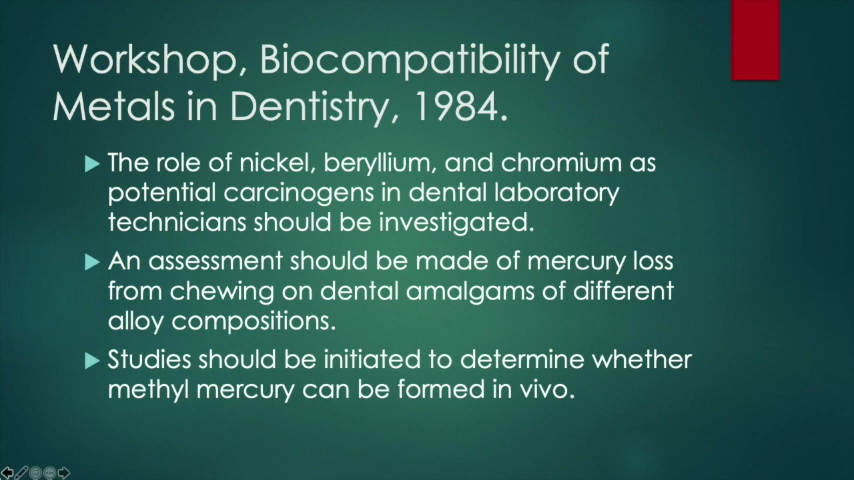 Workshop, Biocompatibility of
Metals in Dentistry, 1984.
The role of nickel, beryllium, and chromium as
potential carcinogens in dental laboratory
technicians should be investigated.
An assessment should be made of mercury loss
from chewing on dental amalgams of different
alloy compositions.
Studies should be initiated to determine whether
methyl mercury can be formed in vivo.